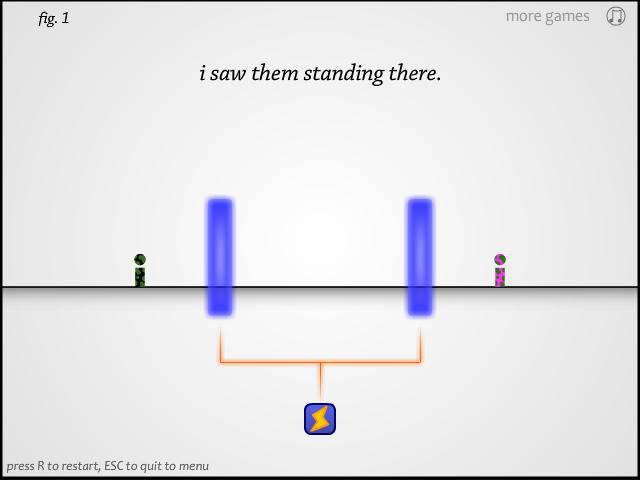 fig. 1
more games
i saw them standing there.
press R to restart, ESC to quit to menu